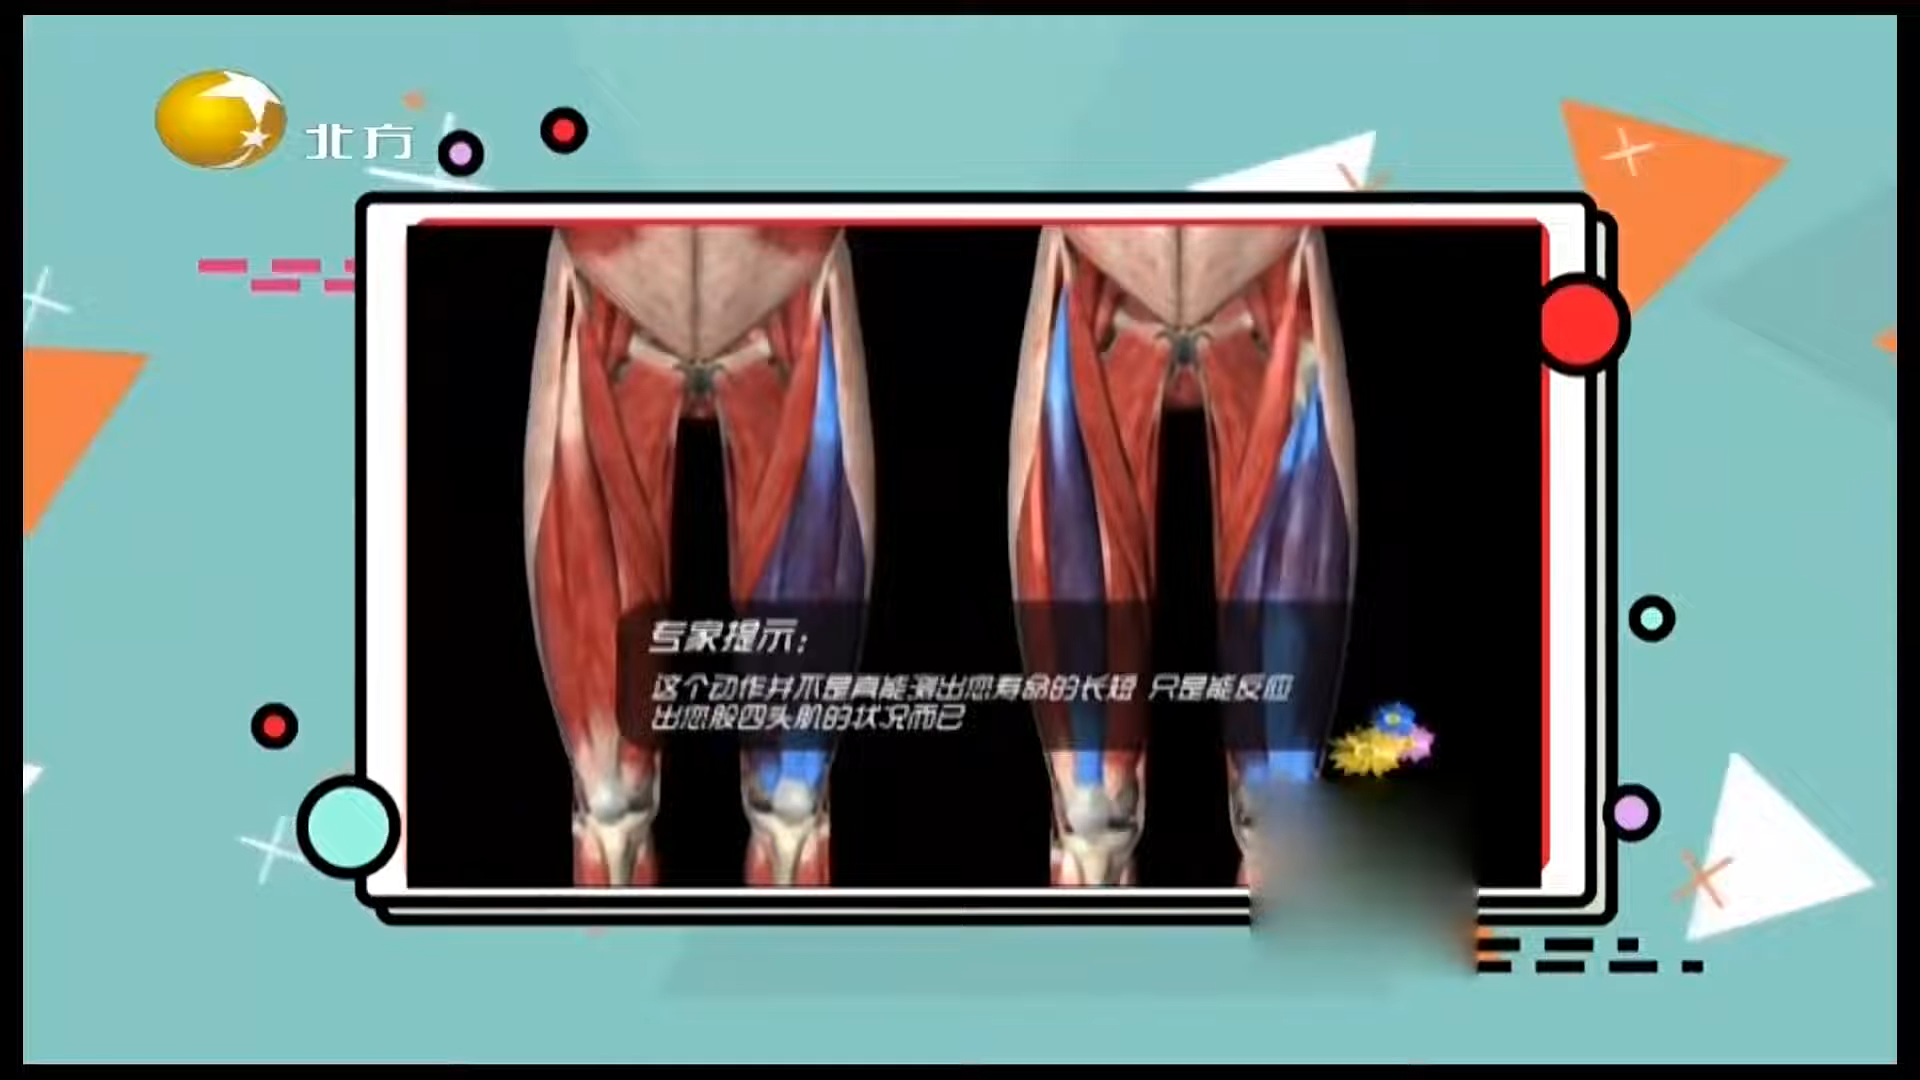 北方
专家提示：
这个动作并不是真能测出您寿命的长短 只是能反应
出您股四头肌的状况而已